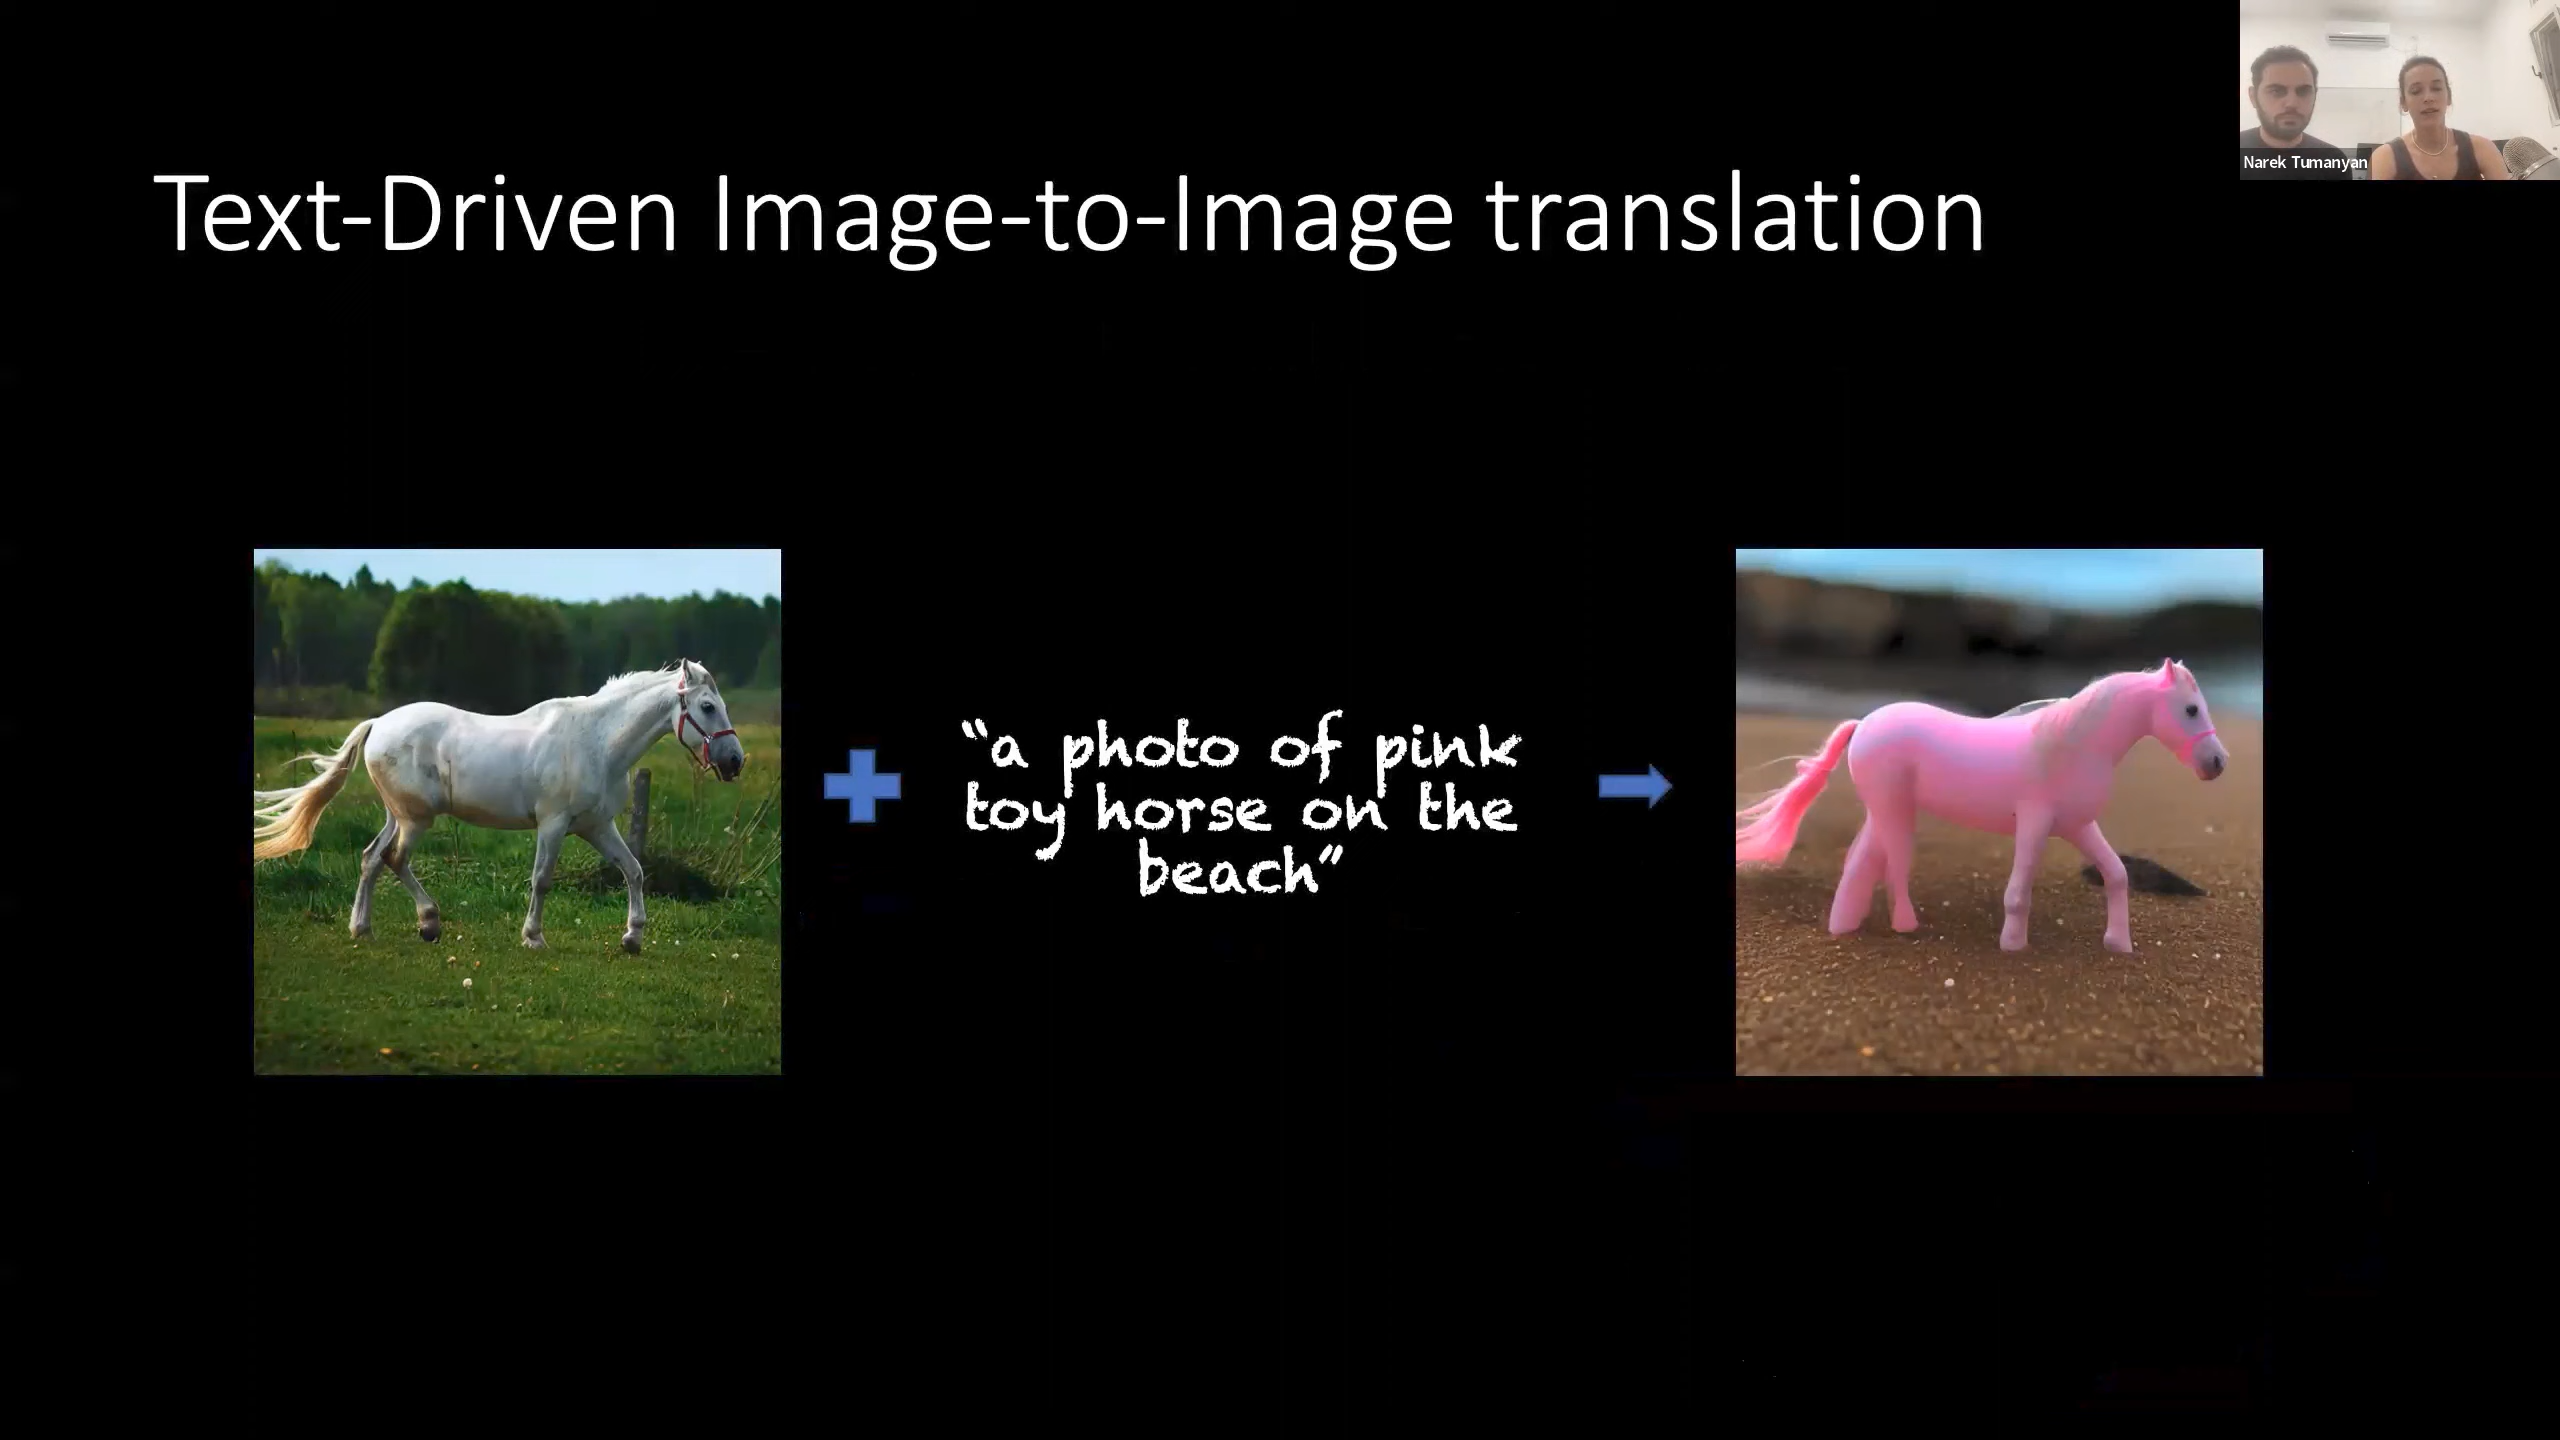 Narek Tumanyan
Text-Driven Image-to-Image translation
“a photo of pink
toy horse on the
beach”